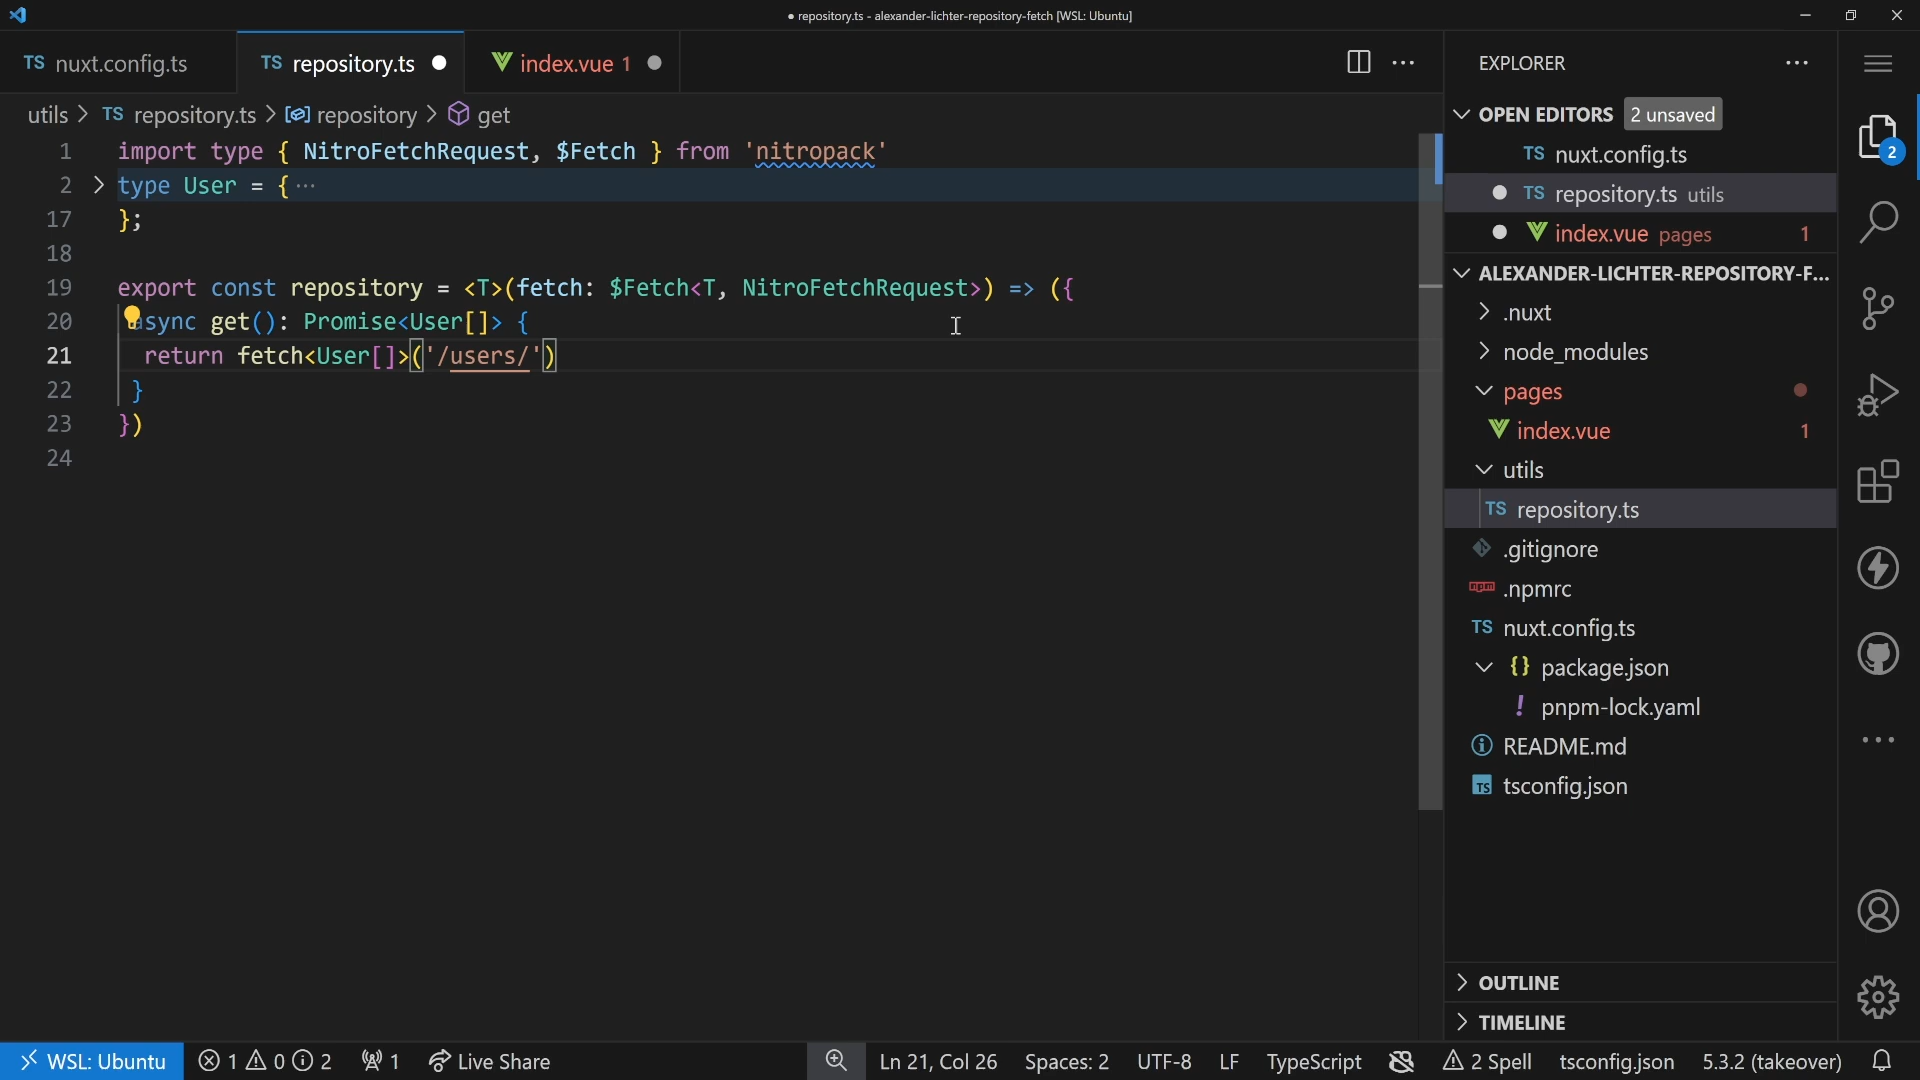 ● repository.ts - alexander-lichter-repository-fetch [WSL: Ubuntu]
TS nuxt.config.ts
TS repository.ts ●
index.vue 1 ●
utils > TS repository.ts > repository > get
1 import type { NitroFetchRequest, $Fetch } from 'nitropack'
2 type User = { ···
17 };
18
19 export const repository = <T>(fetch: $Fetch<T, NitroFetchRequest>) => ({
20 async get(): Promise<User[]> {
21 return fetch<User[]>('/users/')
22 }
23 })
24
EXPLORER
OPEN EDITORS 2 unsaved
TS nuxt.config.ts
● TS repository.ts utils
● index.vue pages 1
ALEXANDER-LICHTER-REPOSITORY-F...
.nuxt
node_modules
pages
index.vue 1
utils
TS repository.ts
.gitignore
npm .npmrc
TS nuxt.config.ts
{} package.json
! pnpm-lock.yaml
README.md
TS tsconfig.json
OUTLINE
TIMELINE
2
WSL: Ubuntu
1 0 2
1
Live Share
Ln 21, Col 26
Spaces: 2
UTF-8
LF
TypeScript
2 Spell
tsconfig.json
5.3.2 (takeover)